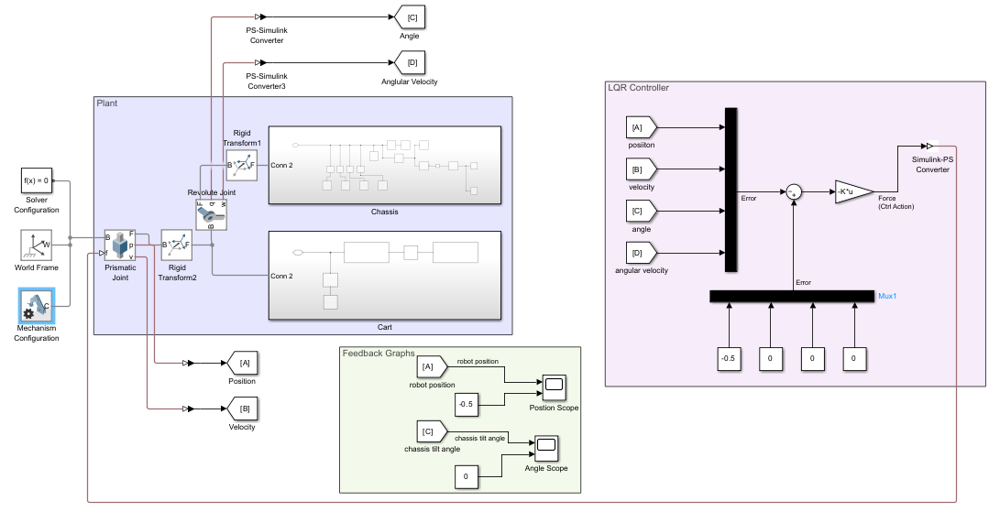 [C]
Angle
PS-Simulink
Converter
[D]
Anglular Velocity
PS-Simulink
Converter3
Plant
Rigid
Transform1
B
F
Conn 2
Chassis
Revolute Joint
F
q
w
B
f(x) = 0
Solver
Configuration
W
World Frame
C
Mechanism
Configuration
B
f
F
p
v
Prismatic
Joint
B
F
Rigid
Transform2
Conn 2
Cart
[A]
Position
[B]
Velocity
Feedback Graphs
[A]
robot position
robot position
-0.5
Postion Scope
[C]
chassis tilt angle
chassis tilt angle
0
Angle Scope
LQR Controller
[A]
posiiton
[B]
velocity
[C]
angle
[D]
angular velocity
Error
-K*u
Force
(Ctrl Action)
Simulink-PS
Converter
Error
Mux1
-0.5
0
0
0